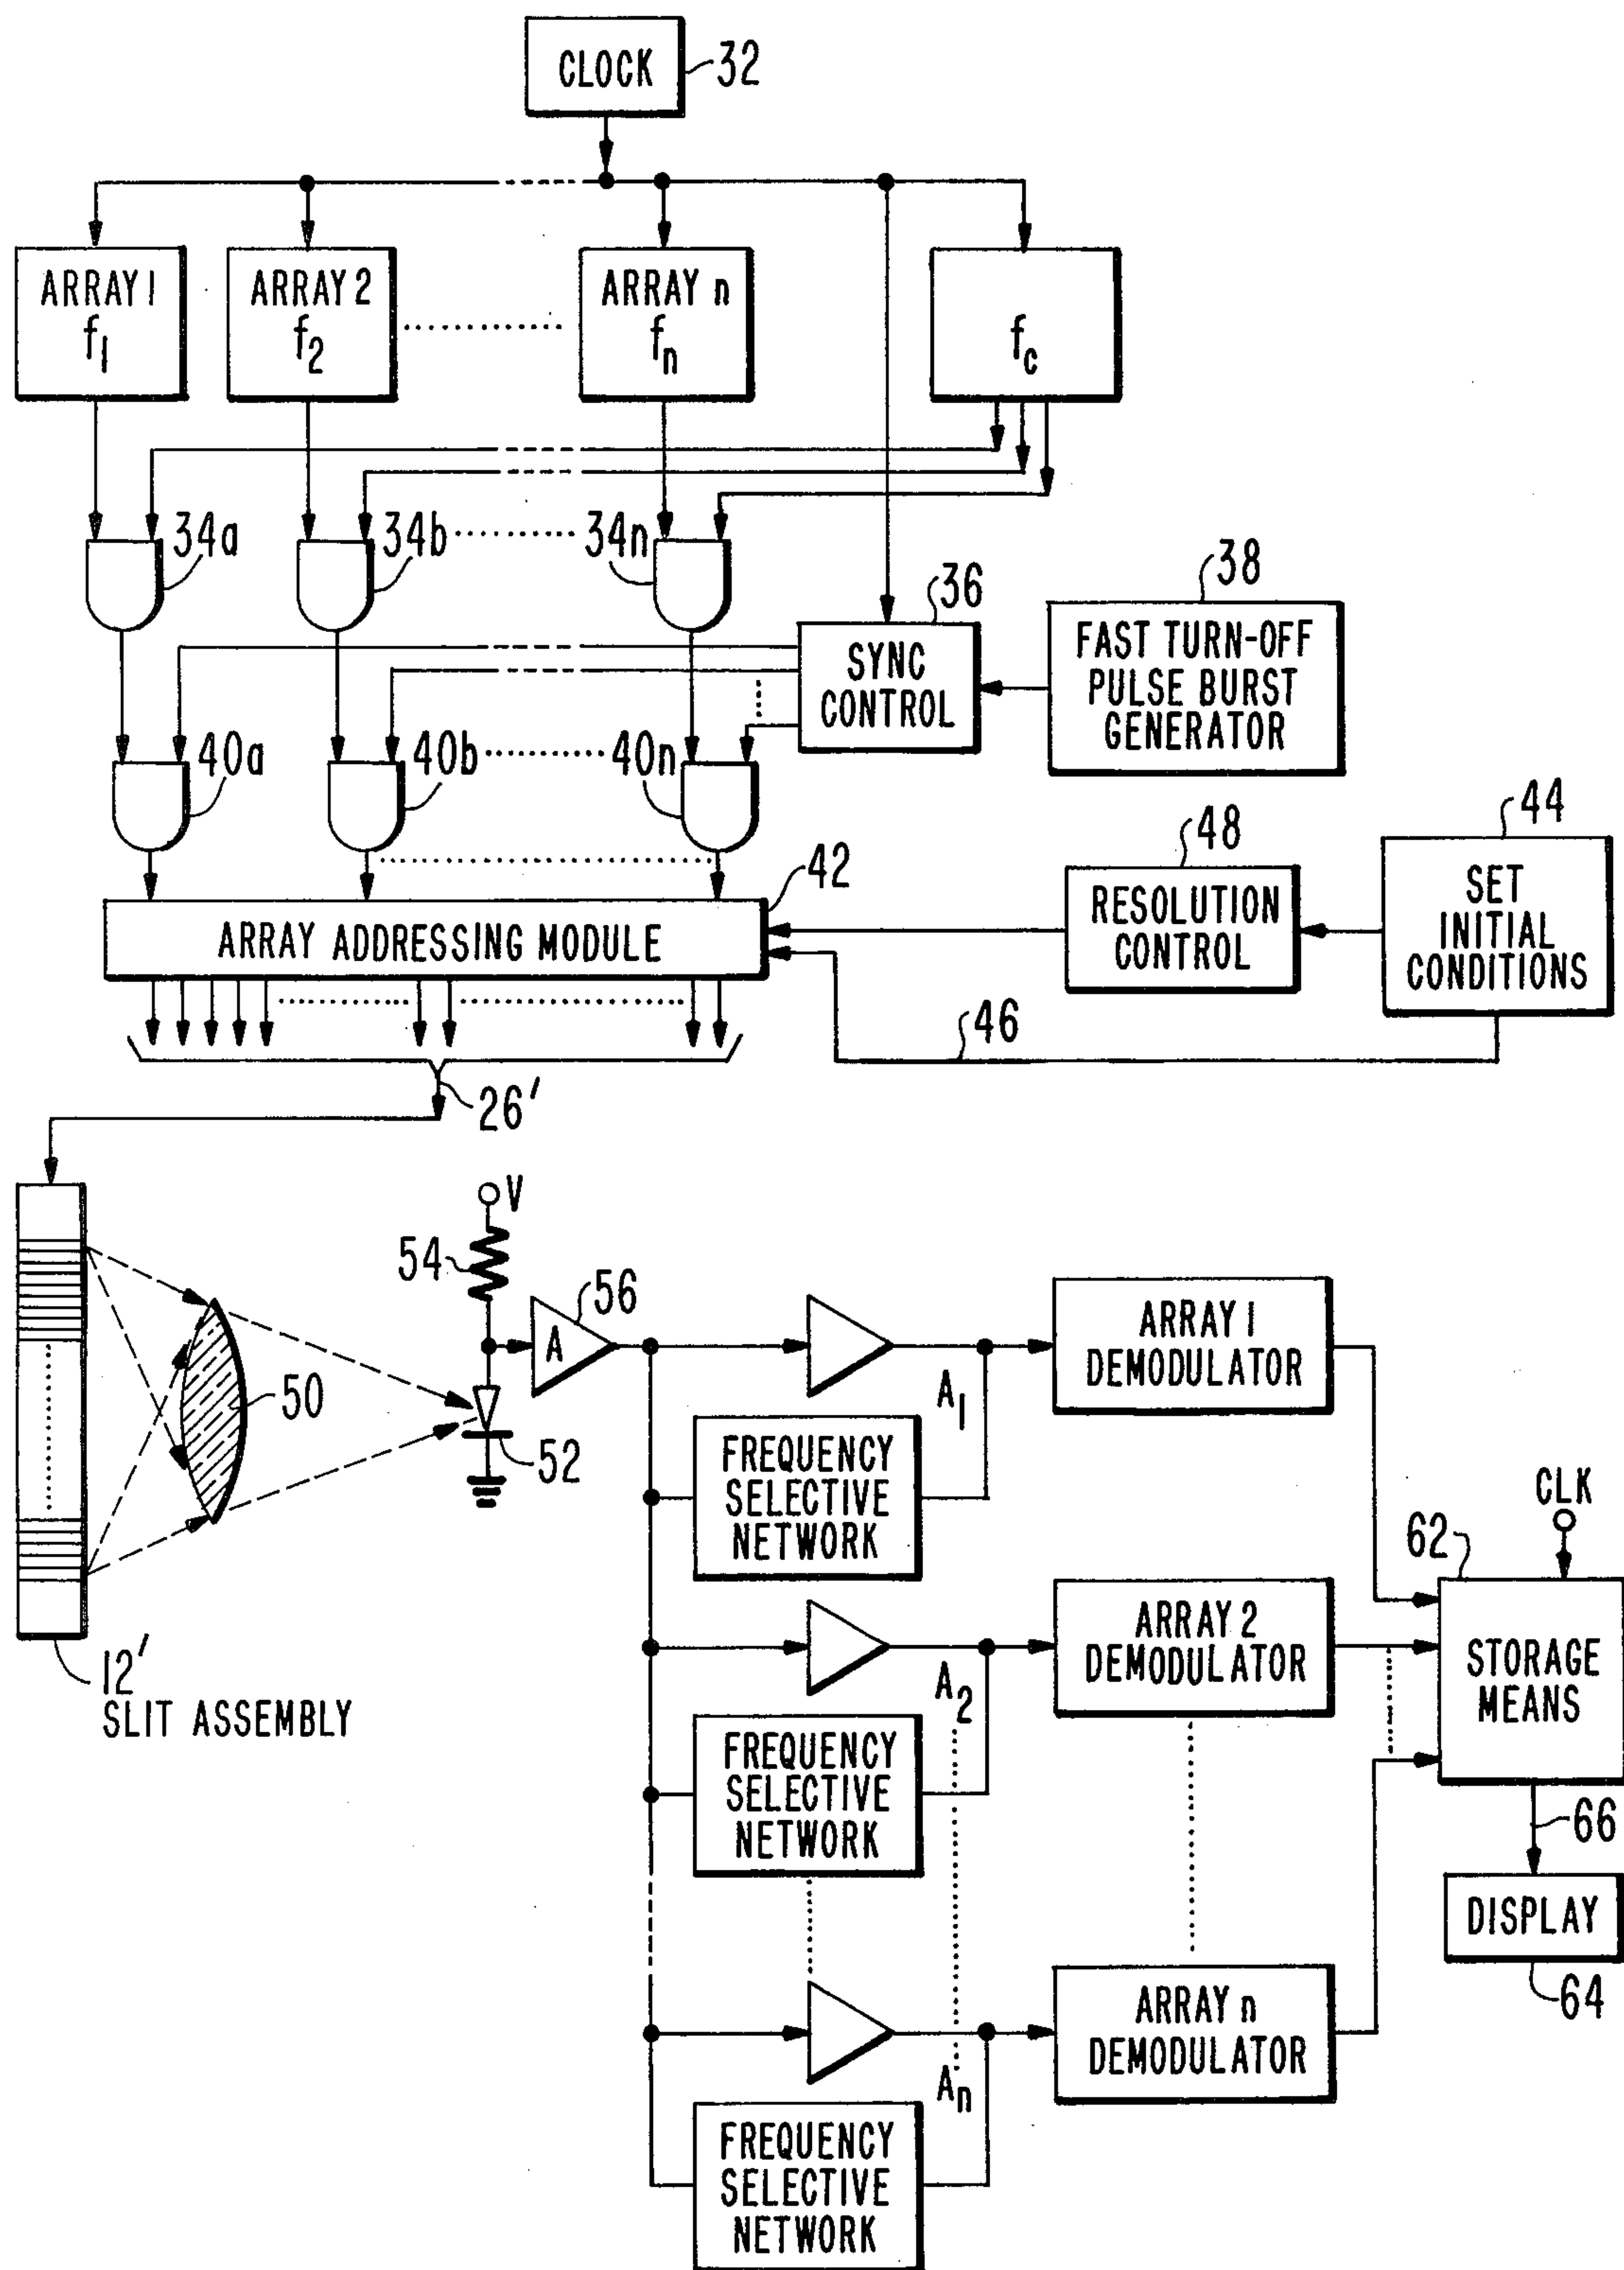 CLOCK 32
ARRAY 1 ARRAY 2 ARRAY n
f1 f2 fn fc
34a 34b 34n
36 38
SYNC CONTROL
FAST TURN-OFF PULSE BURST GENERATOR
40a 40b 40n
42 48 44
ARRAY ADDRESSING MODULE
RESOLUTION CONTROL
SET INITIAL CONDITIONS
46
26'
V
54
56
A
50
52
12'
SLIT ASSEMBLY
A1
ARRAY 1 DEMODULATOR
FREQUENCY SELECTIVE NETWORK
CLK
62
A2
ARRAY 2 DEMODULATOR
STORAGE MEANS
FREQUENCY SELECTIVE NETWORK
66
DISPLAY
64
An
ARRAY n DEMODULATOR
FREQUENCY SELECTIVE NETWORK